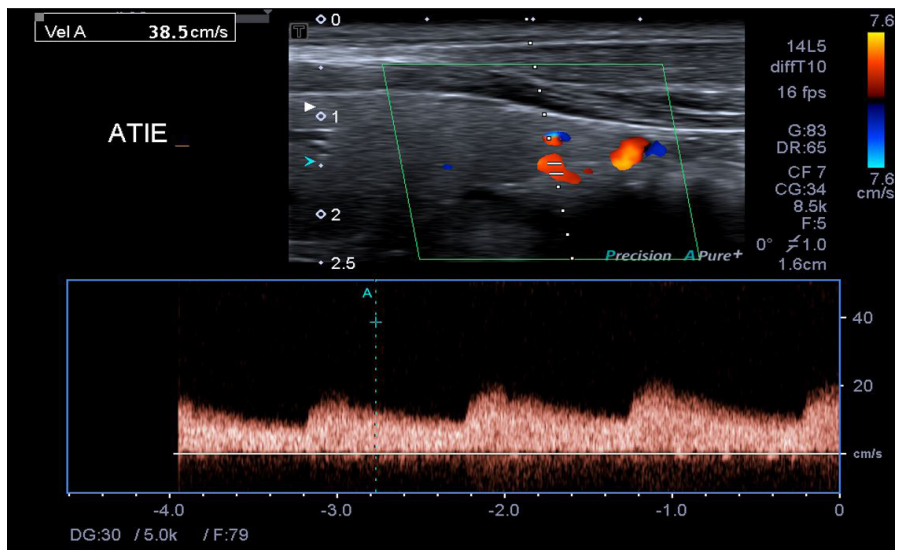 Vel A 38.5cm/s
ATIE _
T
0
1
2
2.5
7.6
14L5
diffT10
16 fps
G:83
DR:65
CF 7
CG:34
8.5k
F:5
0° 1.0
1.6cm
7.6
cm/s
Precision APure+
A
40
20
cm/s
-4.0 -3.0 -2.0 -1.0 0
DG:30 /5.0k /F:79